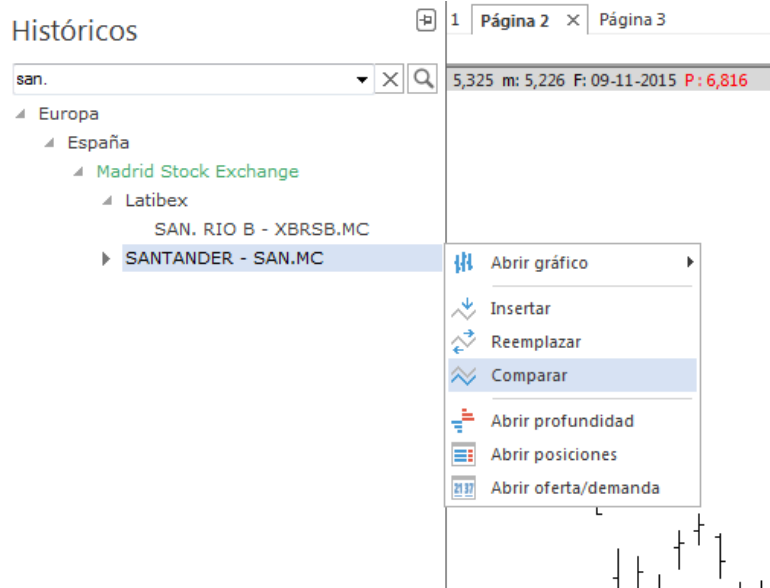 Históricos
1 Página 2 Página 3
san.
5,325 m: 5,226 F: 09-11-2015 P: 6,816
Europa
España
Madrid Stock Exchange
Latibex
SAN. RIO B - XBRSB.MC
SANTANDER - SAN.MC
Abrir gráfico
Insertar
Reemplazar
Comparar
Abrir profundidad
Abrir posiciones
21 37 Abrir oferta/demanda